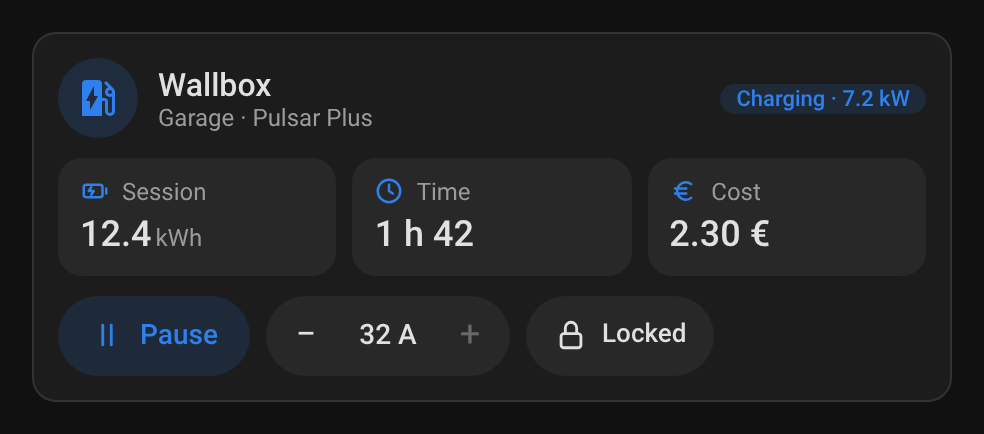 Wallbox
Garage · Pulsar Plus
Charging · 7.2 kW
Session
12.4 kWh
Time
1 h 42
Cost
2.30 €
Pause
− 32 A +
Locked